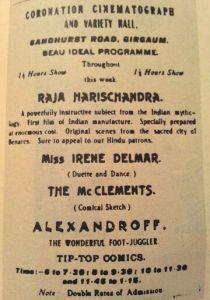 CORONATION CINEMATOGRAPH
AND VARIETY HALL.
SANDHURST ROAD, GIRGAUM.
BEAU IDEAL PROGRAMME.
Throughout
1½ Hours Show 1½ Hours Show
this week
RAJA HARISCHANDRA.
A powerfully instructive subject from the Indian mytho-
logy. First film of Indian manufacture. Specially prepared
at enormous cost. Original scenes from the sacred city of
Benares. Sure to appeal to our Hindu patrons.
Miss IRENE DELMAR.
(Duette and Dance.)
THE McCLEMENTS.
(Comical Sketch)
ALEXANDROFF.
THE WONDERFUL FOOT-JUGGLER.
TIP-TOP COMICS.
Time:—6 to 7-30; 8 to 9-30; 10 to 11-30
and 11-45 to 1-15.
Note Double Rates of Admission.